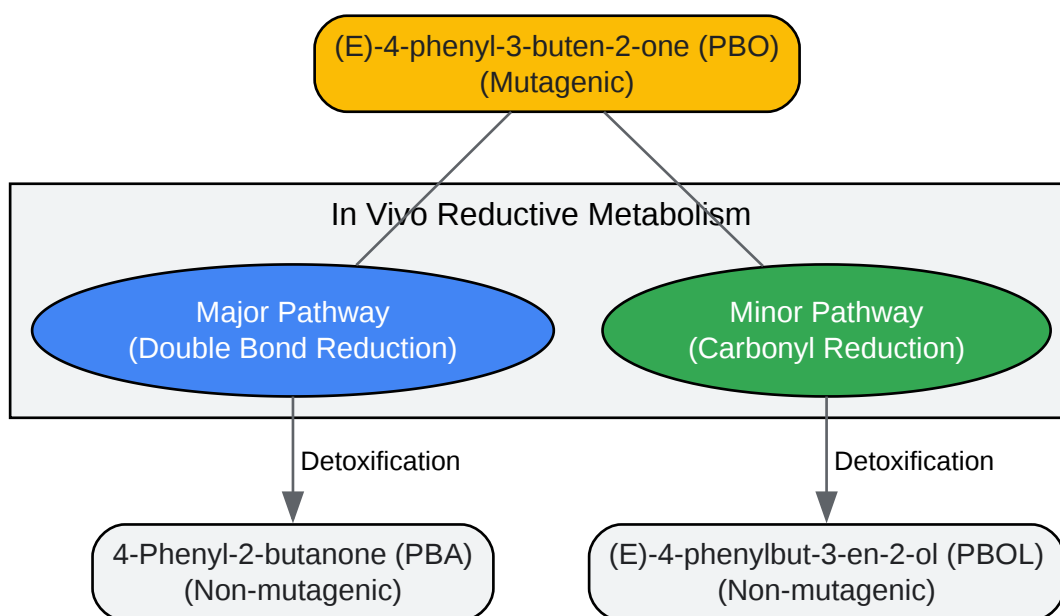 (E)-4-phenyl-3-buten-2-one (PBO)
(Mutagenic)
In Vivo Reductive Metabolism
Major Pathway
(Double Bond Reduction)
Minor Pathway
(Carbonyl Reduction)
Detoxification
Detoxification
4-Phenyl-2-butanone (PBA)
(Non-mutagenic)
(E)-4-phenylbut-3-en-2-ol (PBOL)
(Non-mutagenic)